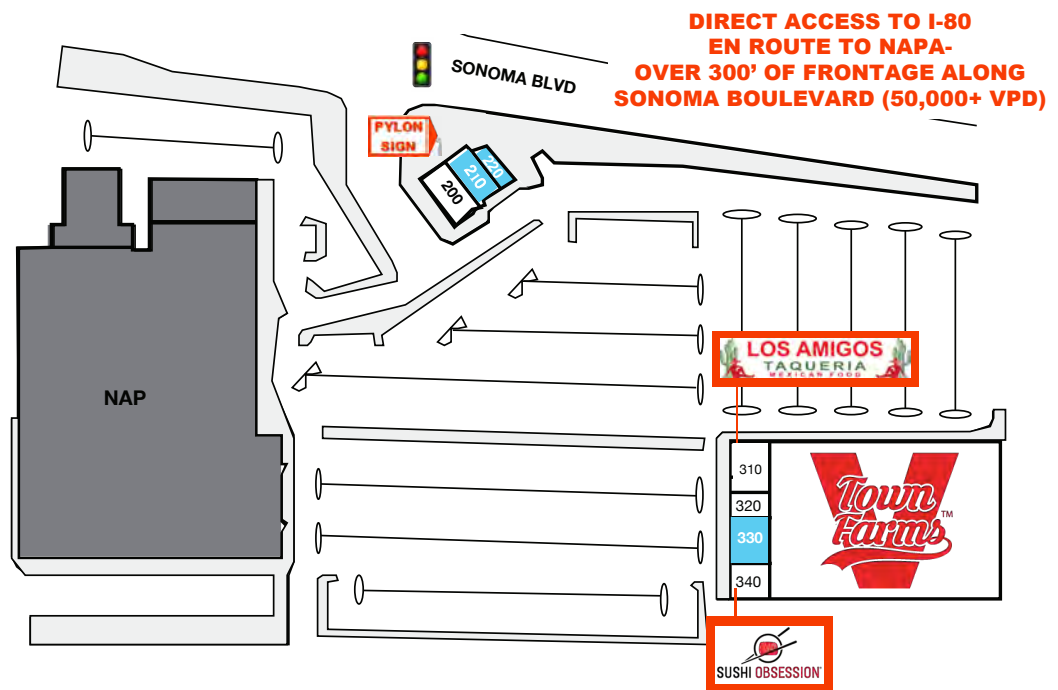 DIRECT ACCESS TO I-80
EN ROUTE TO NAPA-
OVER 300’ OF FRONTAGE ALONG
SONOMA BOULEVARD (50,000+ VPD)
SONOMA BLVD
PYLON
SIGN
220
210
200
LOS AMIGOS
TAQUERIA
MEXICAN FOOD
NAP
310
320
330
340
V
Town
Farms™
SUSHI OBSESSION